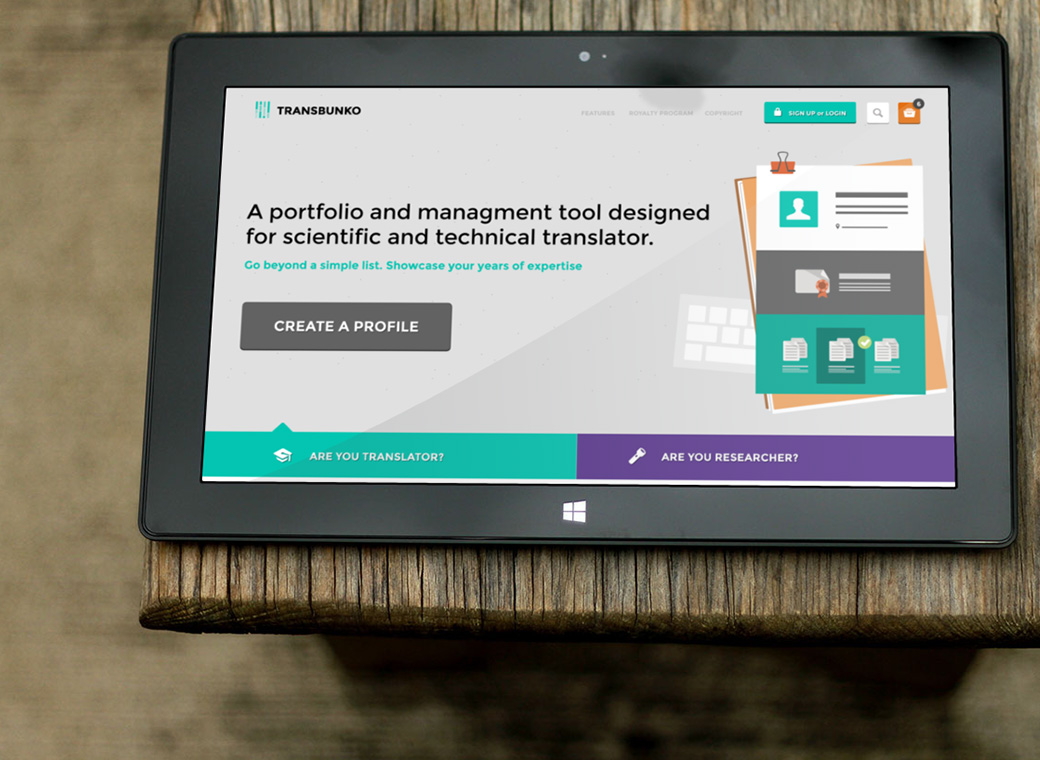 TRANSBUNKO
FEATURES ROYALTY PROGRAM COPYRIGHT
SIGN UP or LOGIN
6
A portfolio and managment tool designed
for scientific and technical translator.
Go beyond a simple list. Showcase your years of expertise
CREATE A PROFILE
ARE YOU TRANSLATOR?
ARE YOU RESEARCHER?